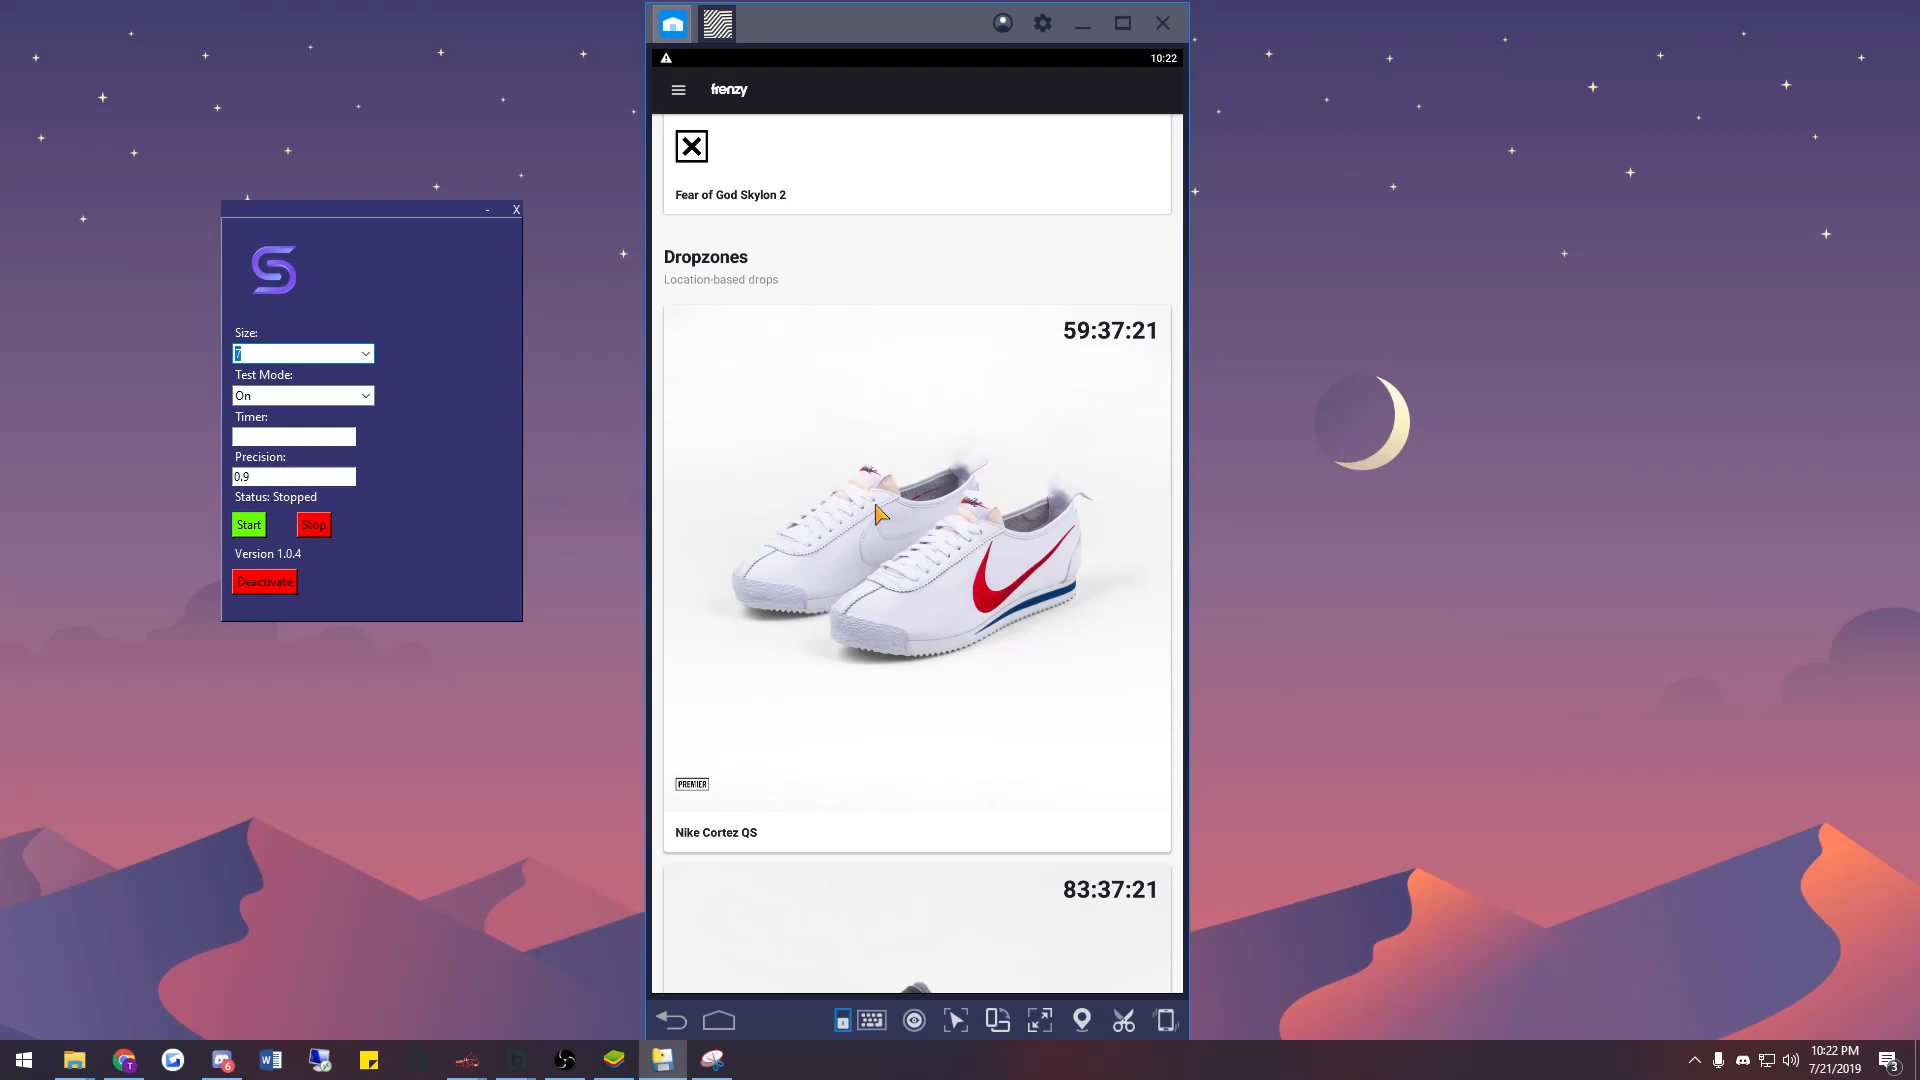 10:22
frenzy
Fear of God Skylon 2
Dropzones
Location-based drops
59:37:21
PREMIER
Nike Cortez QS
83:37:21
- X
S
Size:
7
Test Mode:
On
Timer:
Precision:
0.9
Status: Stopped
Start Stop
Version 1.0.4
Deactivate
6
10:22 PM
7/21/2019
3